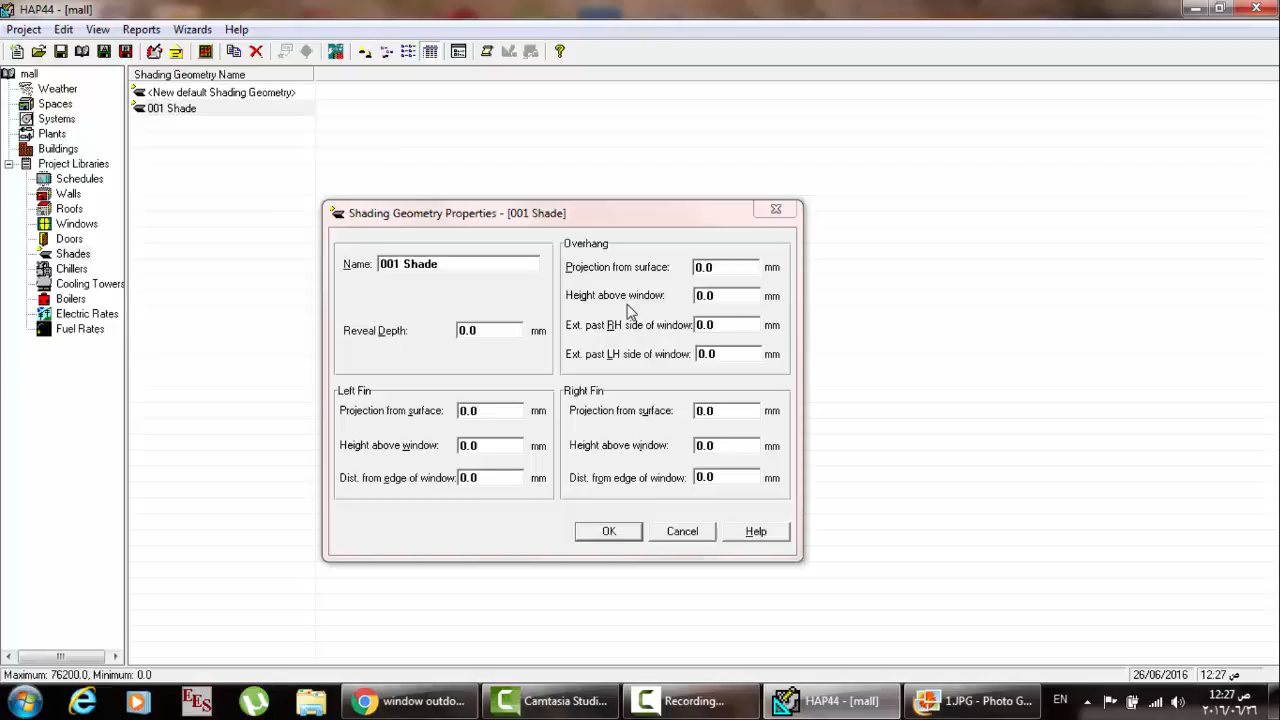 HAP44 - [mall]
Project Edit View Reports Wizards Help
mall
Weather
Spaces
Systems
Plants
Buildings
Project Libraries
Schedules
Walls
Roofs
Windows
Doors
Shades
Chillers
Cooling Towers
Boilers
Electric Rates
Fuel Rates
Shading Geometry Name
<New default Shading Geometry>
001 Shade
Shading Geometry Properties - [001 Shade]
Name: 001 Shade
Reveal Depth: 0.0 mm
Overhang
Projection from surface: 0.0 mm
Height above window: 0.0 mm
Ext. past RH side of window: 0.0 mm
Ext. past LH side of window: 0.0 mm
Left Fin
Projection from surface: 0.0 mm
Height above window: 0.0 mm
Dist. from edge of window: 0.0 mm
Right Fin
Projection from surface: 0.0 mm
Height above window: 0.0 mm
Dist. from edge of window: 0.0 mm
OK Cancel Help
Maximum: 76200.0, Minimum: 0.0
26/06/2016 12:27 ص
EES
window outdo...
Camtasia Studi...
Recording...
HAP44 - [mall]
1.JPG - Photo G...
EN
12:27 ص
٢٠١٦/٠٦/٢٦